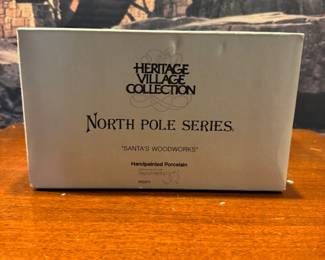 HERITAGE
VILLAGE
COLLECTION
NORTH POLE SERIES®
"SANTA'S WOODWORKS"
Handpainted Porcelain